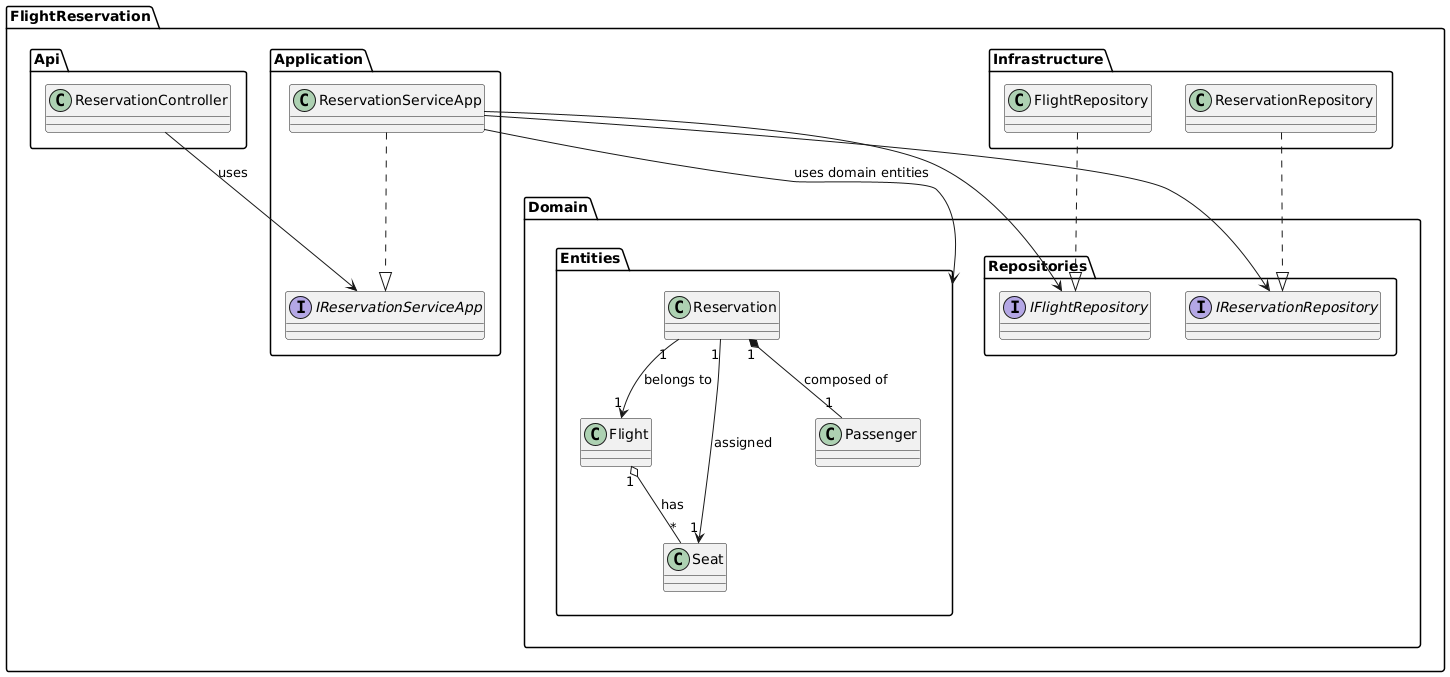 FlightReservation
Api
C ReservationController
Application
C ReservationServiceApp
Infrastructure
C FlightRepository
C ReservationRepository
uses
uses domain entities
Domain
Entities
Repositories
I IReservationServiceApp
C Reservation
I IFlightRepository
I IReservationRepository
1
1
1
belongs to
composed of
1
1
C Flight
C Passenger
assigned
1
has
*
1
C Seat